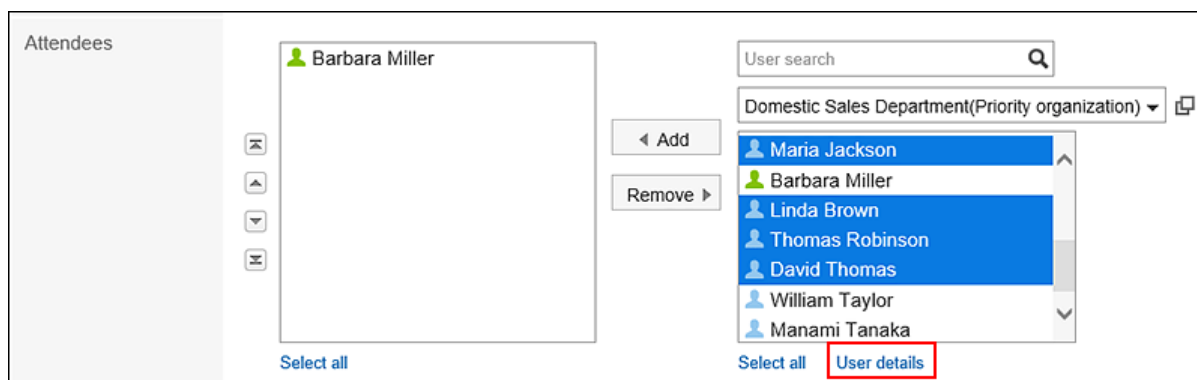 Attendees
Barbara Miller
Select all
Add
Remove
User search
Domestic Sales Department(Priority organization)
Maria Jackson
Barbara Miller
Linda Brown
Thomas Robinson
David Thomas
William Taylor
Manami Tanaka
Select all User details